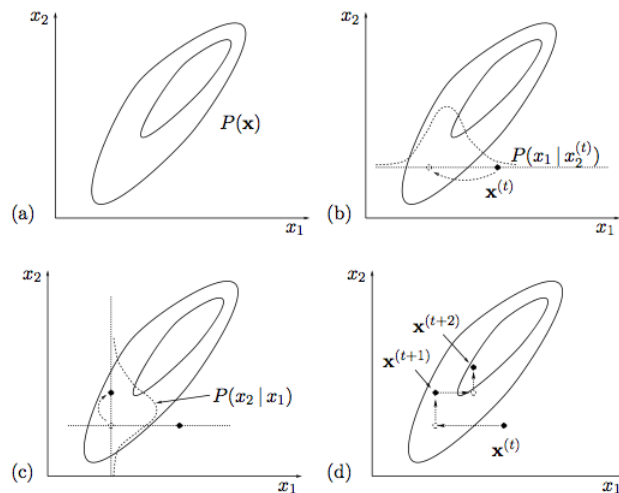 x₂
P(x)
(a)
x₁
x₂
P(x₁ | x₂⁽ᵗ⁾)
x⁽ᵗ⁾
(b)
x₁
x₂
P(x₂ | x₁)
(c)
x₁
x₂
x⁽ᵗ⁺²⁾
x⁽ᵗ⁺¹⁾
x⁽ᵗ⁾
(d)
x₁